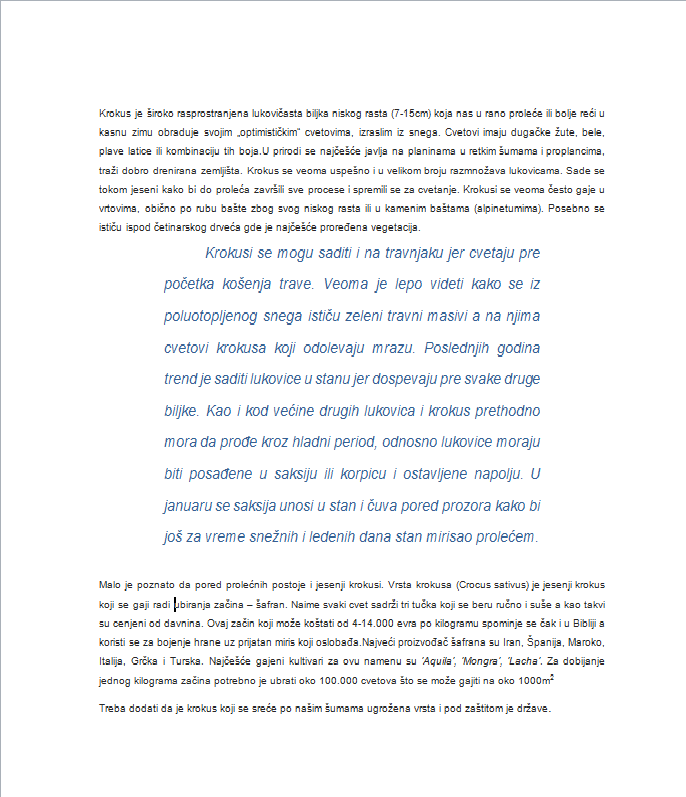 Krokus je široko rasprostranjena lukovičasta biljka niskog rasta (7-15cm) koja nas u rano proleće ili bolje reći u
kasnu zimu obraduje svojim „optimističkim“ cvetovima, izraslim iz snega. Cvetovi imaju dugačke žute, bele,
plave latice ili kombinaciju tih boja.U prirodi se najčešće javlja na planinama u retkim šumama i proplancima,
traži dobro drenirana zemljišta. Krokus se veoma uspešno i u velikom broju razmnožava lukovicama. Sade se
tokom jeseni kako bi do proleća završili sve procese i spremili se za cvetanje. Krokusi se veoma često gaje u
vrtovima, obično po rubu bašte zbog svog niskog rasta ili u kamenim baštama (alpinetumima). Posebno se
ističu ispod četinarskog drveća gde je najčešće proređena vegetacija.
Krokusi se mogu saditi i na travnjaku jer cvetaju pre
početka košenja trave. Veoma je lepo videti kako se iz
poluotopljenog snega ističu zeleni travni masivi a na njima
cvetovi krokusa koji odolevaju mrazu. Poslednjih godina
trend je saditi lukovice u stanu jer dospevaju pre svake druge
biljke. Kao i kod većine drugih lukovica i krokus prethodno
mora da prođe kroz hladni period, odnosno lukovice moraju
biti posađene u saksiju ili korpicu i ostavljene napolju. U
januaru se saksija unosi u stan i čuva pored prozora kako bi
još za vreme snežnih i ledenih dana stan mirisao prolećem.
Malo je poznato da pored prolećnih postoje i jesenji krokusi. Vrsta krokusa (Crocus sativus) je jesenji krokus
koji se gaji radi ubiranja začina – šafran. Naime svaki cvet sadrži tri tučka koji se beru ručno i suše a kao takvi
su cenjeni od davnina. Ovaj začin koji može koštati od 4-14.000 evra po kilogramu spominje se čak i u Bibliji a
koristi se za bojenje hrane uz prijatan miris koji oslobađa.Najveći proizvođač šafrana su Iran, Španija, Maroko,
Italija, Grčka i Turska. Najčešće gajeni kultivari za ovu namenu su 'Aquila', 'Mongra', 'Lacha'. Za dobijanje
jednog kilograma začina potrebno je ubrati oko 100.000 cvetova što se može gajiti na oko 1000m²
Treba dodati da je krokus koji se sreće po našim šumama ugrožena vrsta i pod zaštitom je države.